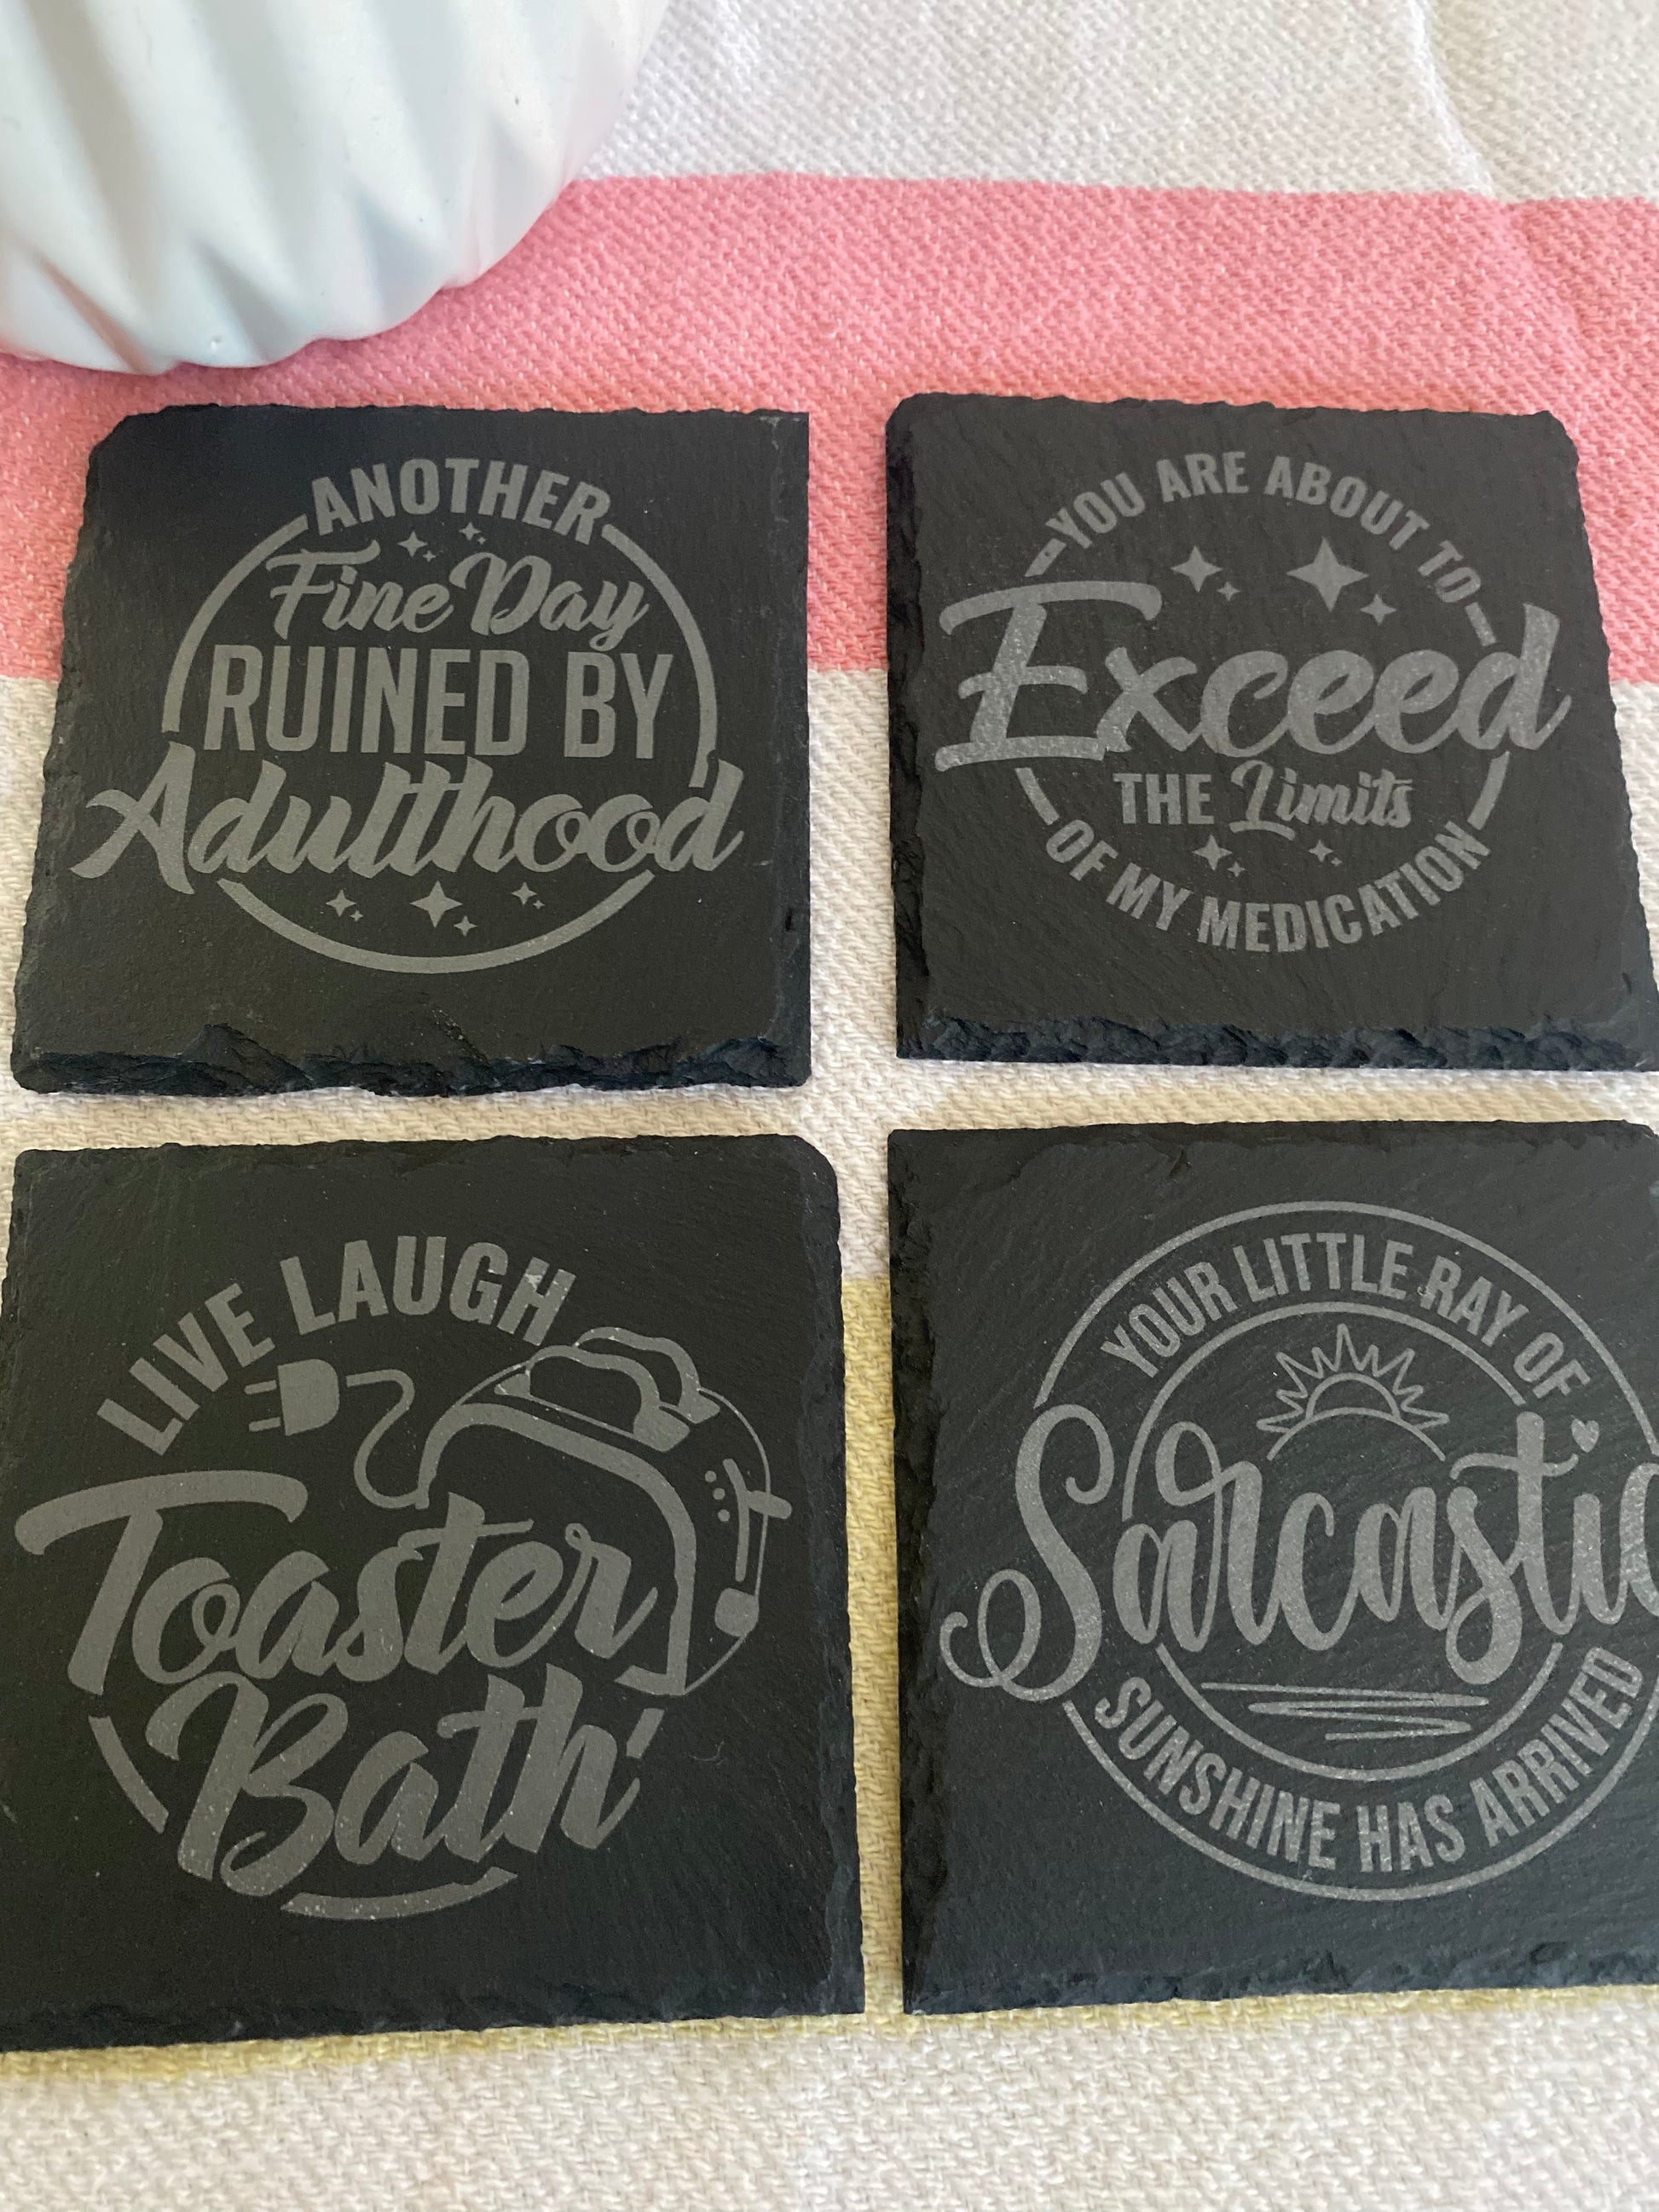 ANOTHER
Fine Day
RUINED BY
Adulthood
YOU ARE ABOUT TO
Exceed
THE Limits
OF MY MEDICATION
LIVE LAUGH
Toaster
Bath
YOUR LITTLE RAY OF
Sarcastic
SUNSHINE HAS ARRIVED